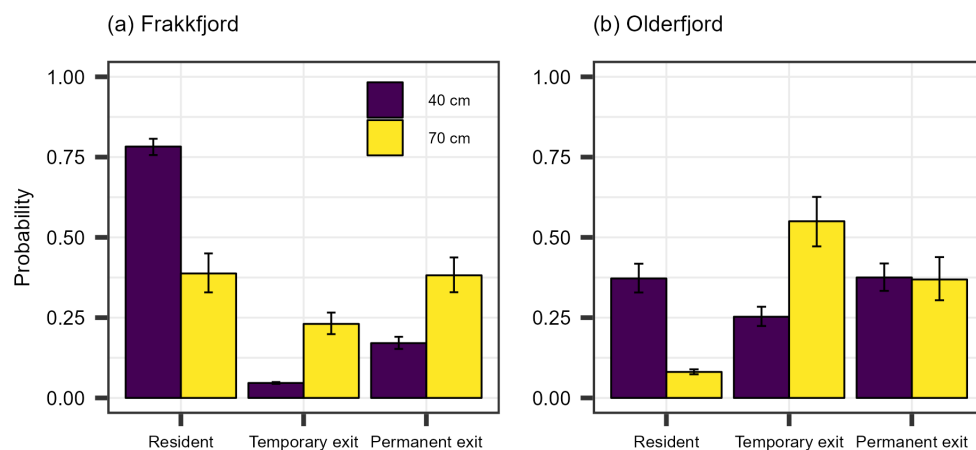 (a) Frakkfjord
(b) Olderfjord
Probability
1.00
0.75
0.50
0.25
0.00
40 cm
70 cm
Resident
Temporary exit
Permanent exit
1.00
0.75
0.50
0.25
0.00
Resident
Temporary exit
Permanent exit